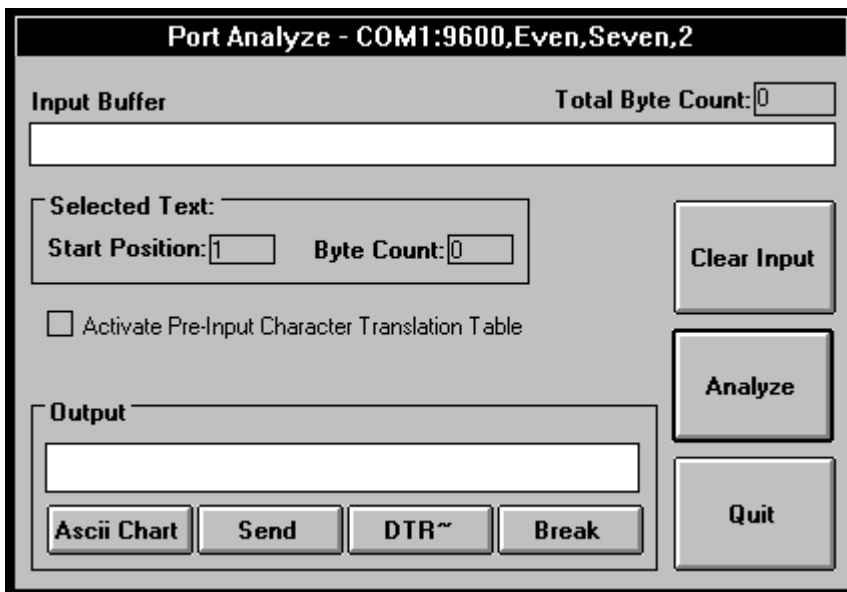 Port Analyze - COM1:9600,Even,Seven,2
Input Buffer
Total Byte Count: 0
Selected Text:
Start Position: 1 Byte Count: 0
Clear Input
Activate Pre-Input Character Translation Table
Analyze
Output
Ascii Chart Send DTR~ Break
Quit